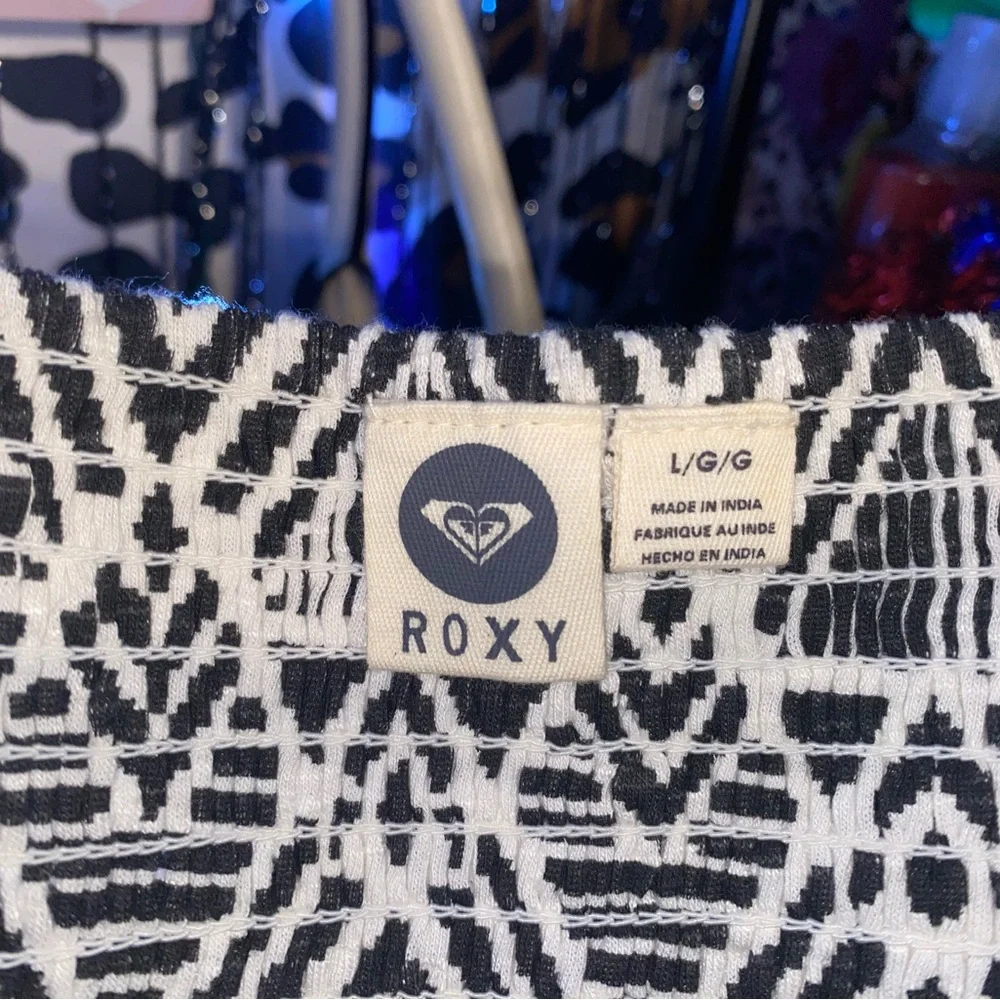 ROXY
L/G/G
MADE IN INDIA
FABRIQUE AU INDE
HECHO EN INDIA